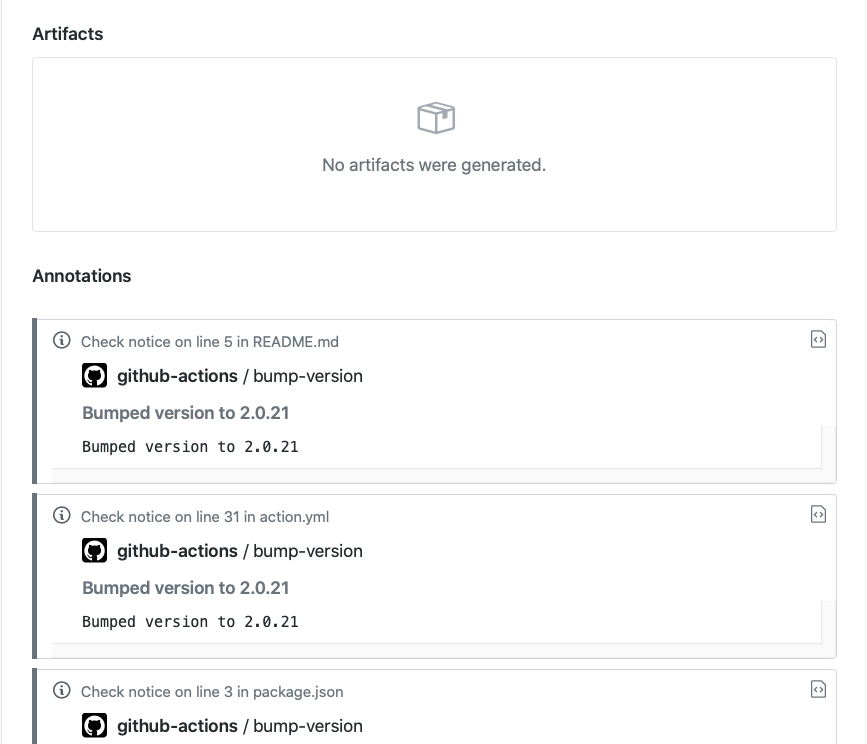 Artifacts
No artifacts were generated.
Annotations
Check notice on line 5 in README.md
github-actions / bump-version
Bumped version to 2.0.21
Bumped version to 2.0.21
Check notice on line 31 in action.yml
github-actions / bump-version
Bumped version to 2.0.21
Bumped version to 2.0.21
Check notice on line 3 in package.json
github-actions / bump-version